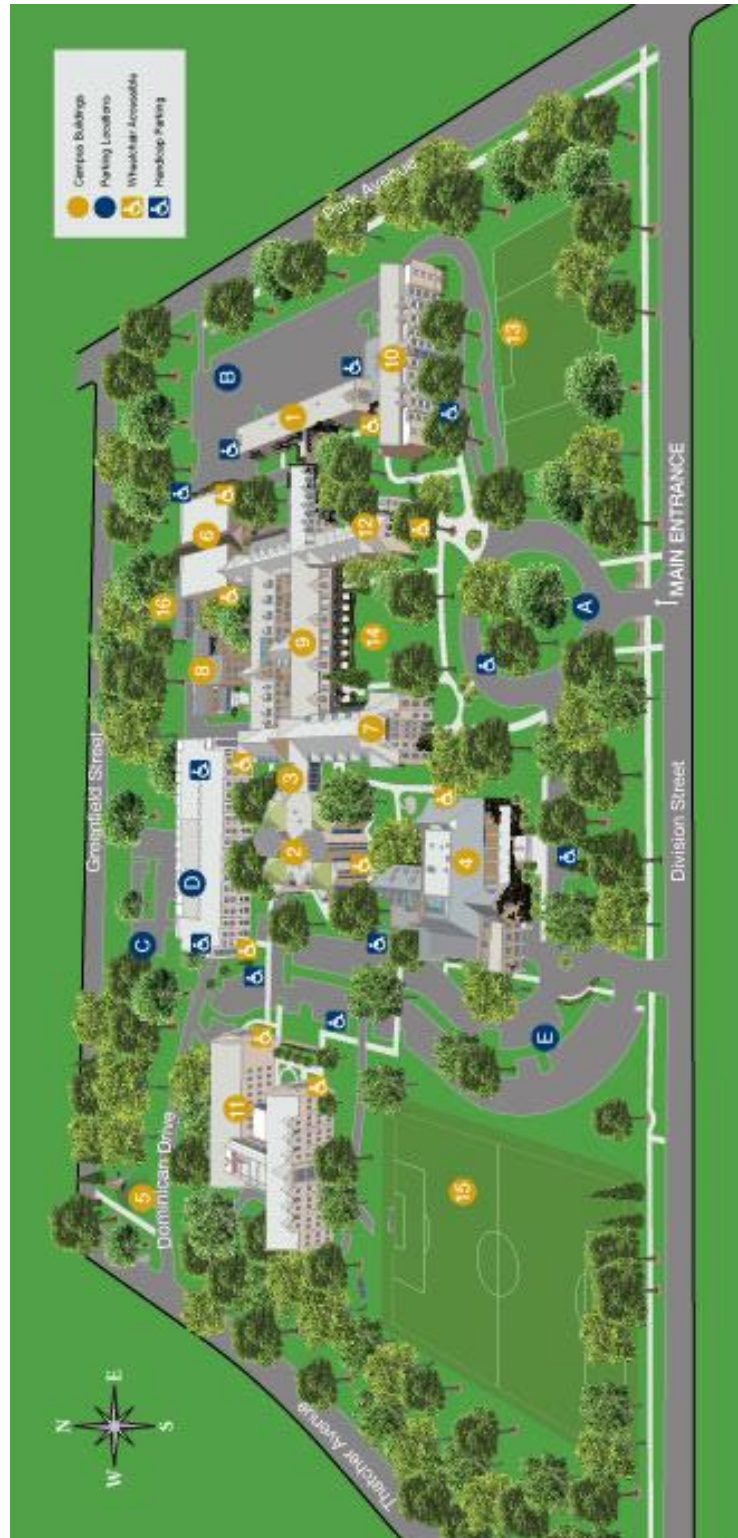 Campus Buildings
Parking Locations
Wheelchair Accessible
Handicap Parking
Park Avenue
Greenfield Street
Dominican Drive
Thatcher Avenue
Division Street
MAIN ENTRANCE
N
W
E
S
B
1
10
13
6
16
12
A
8
9
14
7
3
2
4
D
C
E
11
5
15